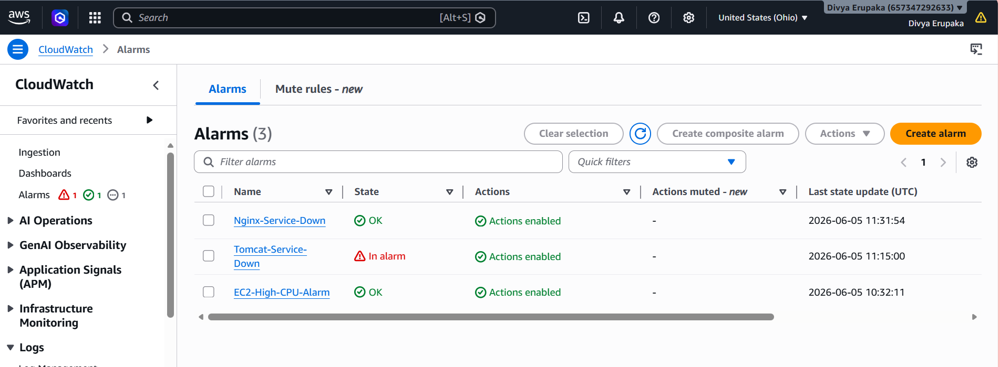 aws
Search
[Alt+S]
United States (Ohio)
Divya Erupaka (657347292633)
Divya Erupaka
CloudWatch
Alarms
CloudWatch
Favorites and recents
Ingestion
Dashboards
Alarms 1 1 1
AI Operations
GenAI Observability
Application Signals
(APM)
Infrastructure
Monitoring
Logs
Log Management
Alarms
Mute rules - new
Alarms (3)
Clear selection
Create composite alarm
Actions
Create alarm
Filter alarms
Quick filters
1
Name State Actions Actions muted - new Last state update (UTC)
Nginx-Service-Down OK Actions enabled - 2026-06-05 11:31:54
Tomcat-Service-
Down
In alarm Actions enabled - 2026-06-05 11:15:00
EC2-High-CPU-Alarm OK Actions enabled - 2026-06-05 10:32:11